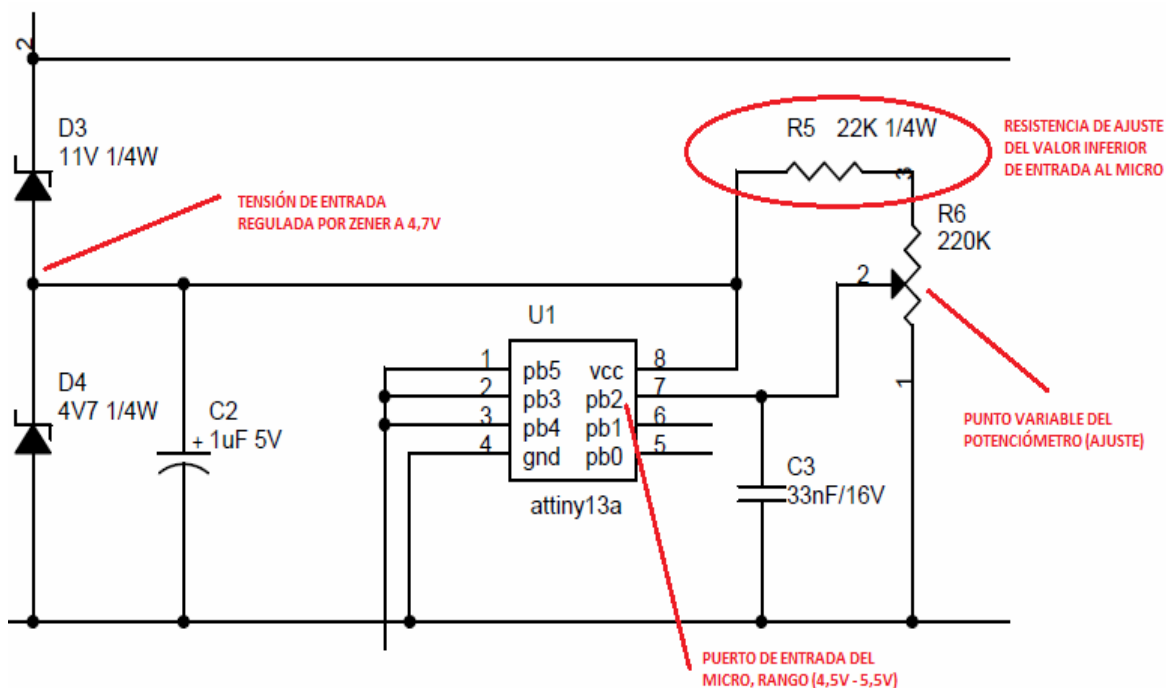 2
D3
11V 1/4W
TENSIÓN DE ENTRADA
REGULADA POR ZENER A 4,7V
R5 22K 1/4W
3
RESISTENCIA DE AJUSTE
DEL VALOR INFERIOR
DE ENTRADA AL MICRO
R6
220K
2
1
PUNTO VARIABLE DEL
POTENCIÓMETRO (AJUSTE)
D4
4V7 1/4W
C2
+ 1uF 5V
U1
1 pb5 vcc 8
2 pb3 pb2 7
3 pb4 pb1 6
4 gnd pb0 5
attiny13a
C3
33nF/16V
PUERTO DE ENTRADA DEL
MICRO, RANGO (4,5V - 5,5V)